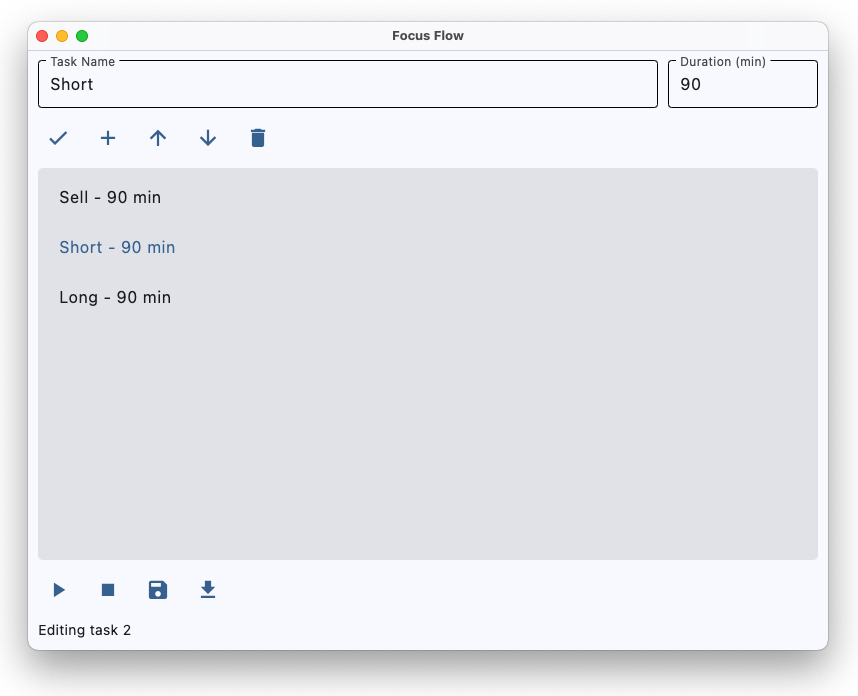 Focus Flow
Task Name
Duration (min)
Short
90
Sell - 90 min
Short - 90 min
Long - 90 min
Editing task 2